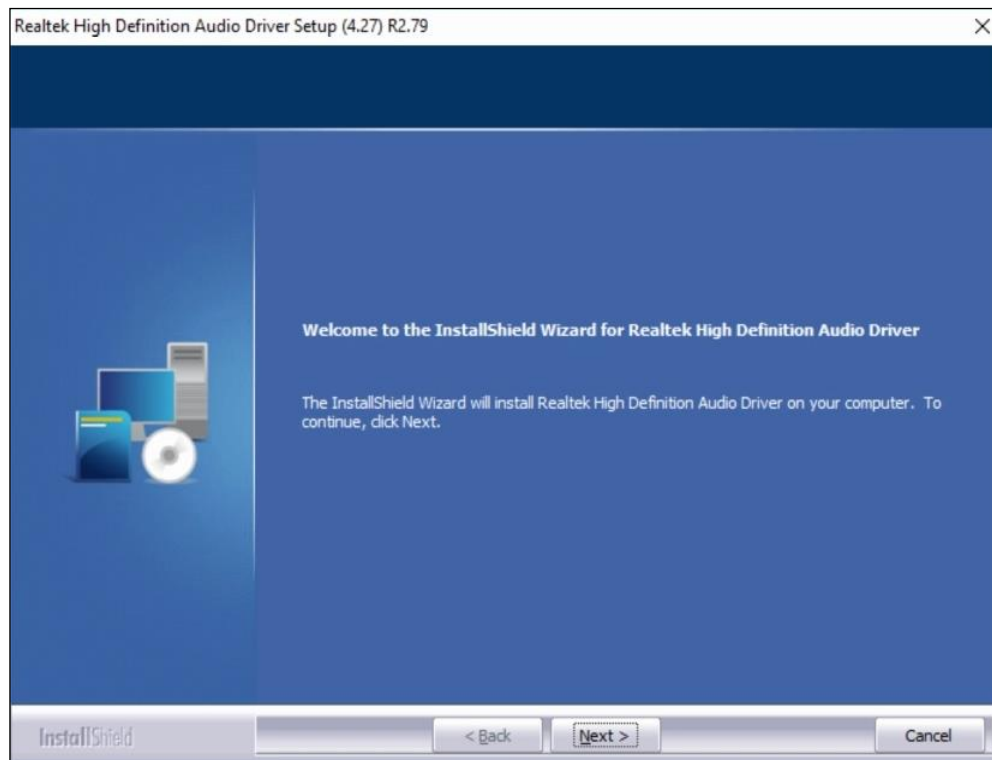 Realtek High Definition Audio Driver Setup (4.27) R2.79
Welcome to the InstallShield Wizard for Realtek High Definition Audio Driver
The InstallShield Wizard will install Realtek High Definition Audio Driver on your computer. To
continue, click Next.
InstallShield
< Back
Next >
Cancel